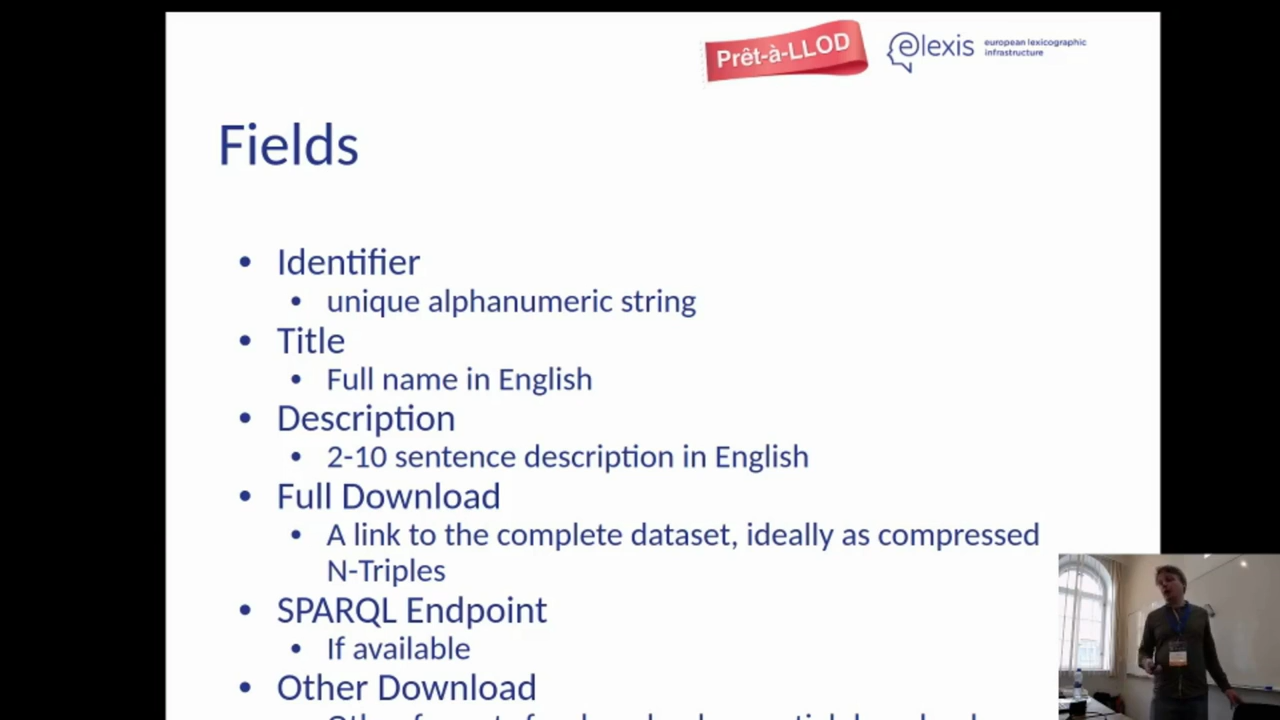 Prêt-à-LLOD
elexis
european lexicographic
infrastructure
Fields
• Identifier
• unique alphanumeric string
• Title
• Full name in English
• Description
• 2-10 sentence description in English
• Full Download
• A link to the complete dataset, ideally as compressed
N-Triples
• SPARQL Endpoint
• If available
• Other Download